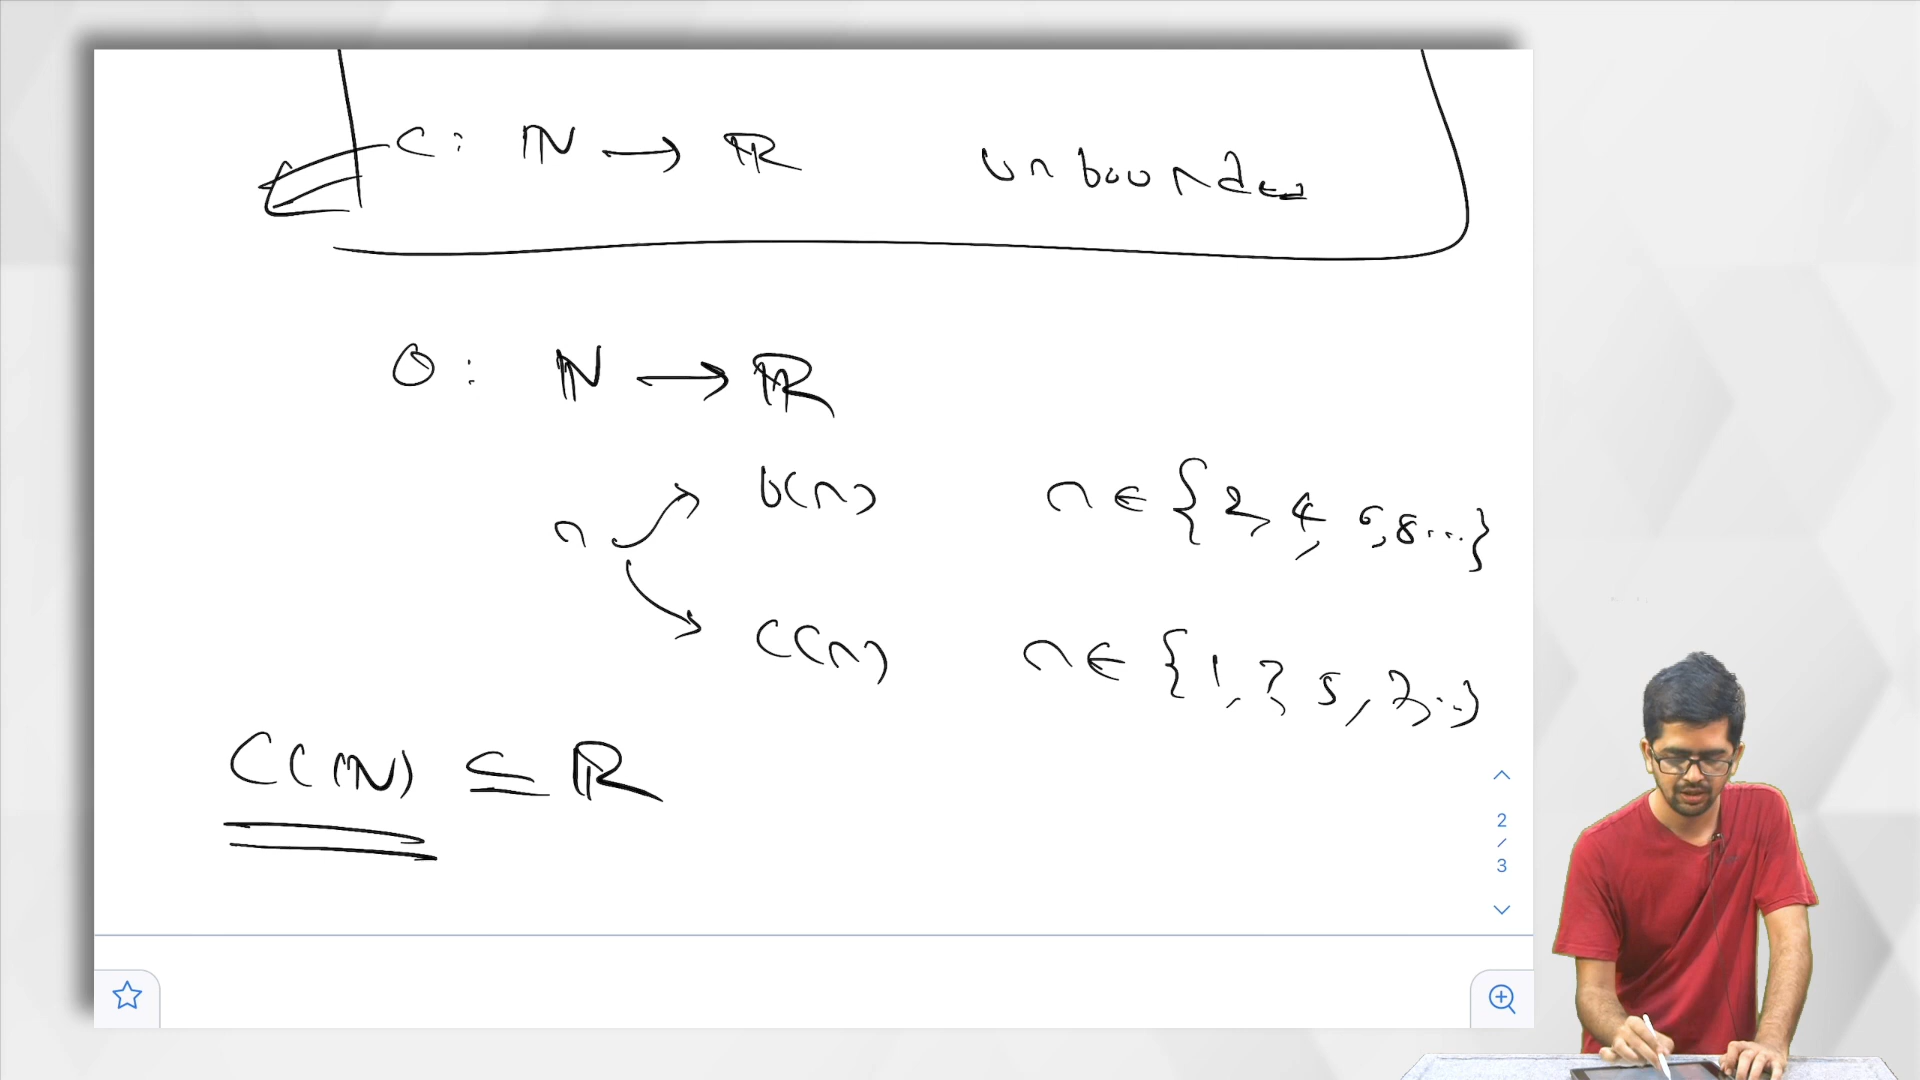 C: ℕ → ℝ unbounded
O: ℕ → ℝ
n b(n) n ∈ {2, 4, 6, 8...}
C(n) n ∈ {1, 3, 5, 7...}
C(ℕ) ⊆ ℝ
2
/
3